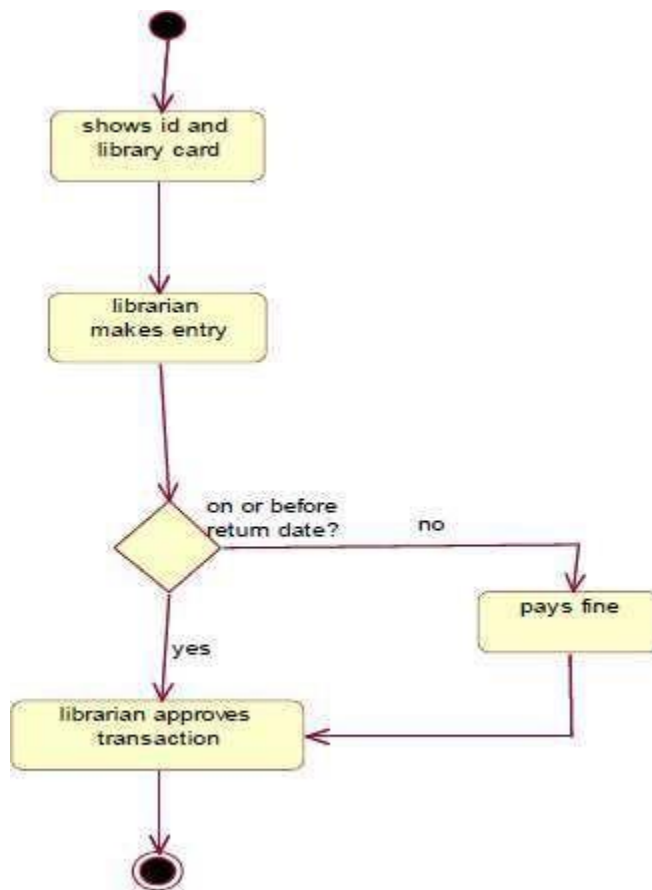 shows id and
library card
librarian
makes entry
on or before
return date?
no
pays fine
yes
librarian approves
transaction